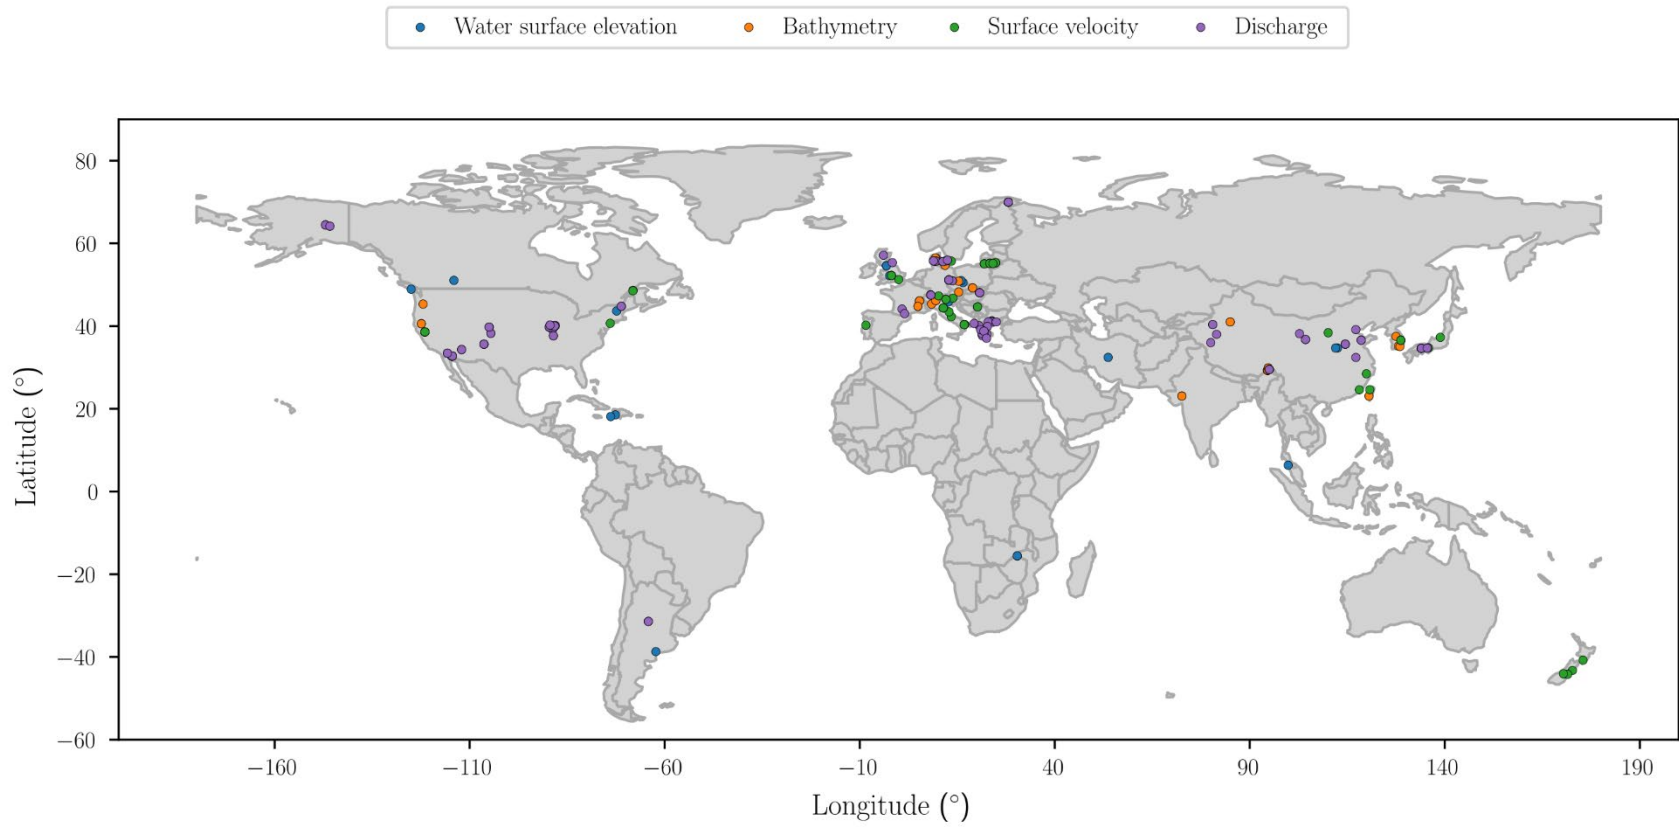 Water surface elevation Bathymetry Surface velocity Discharge
80
60
40
20
0
−20
−40
−60
Latitude (°)
−160 −110 −60 −10 40 90 140 190
Longitude (°)